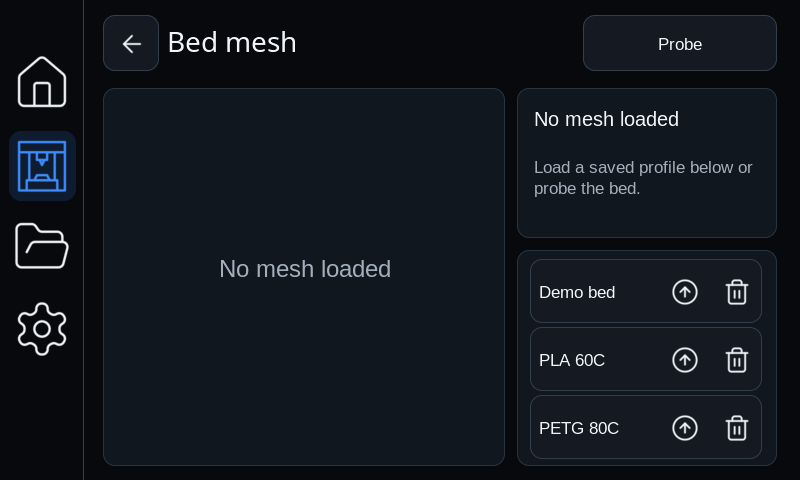 Bed mesh
Probe
No mesh loaded
No mesh loaded
Load a saved profile below or
probe the bed.
Demo bed
PLA 60C
PETG 80C